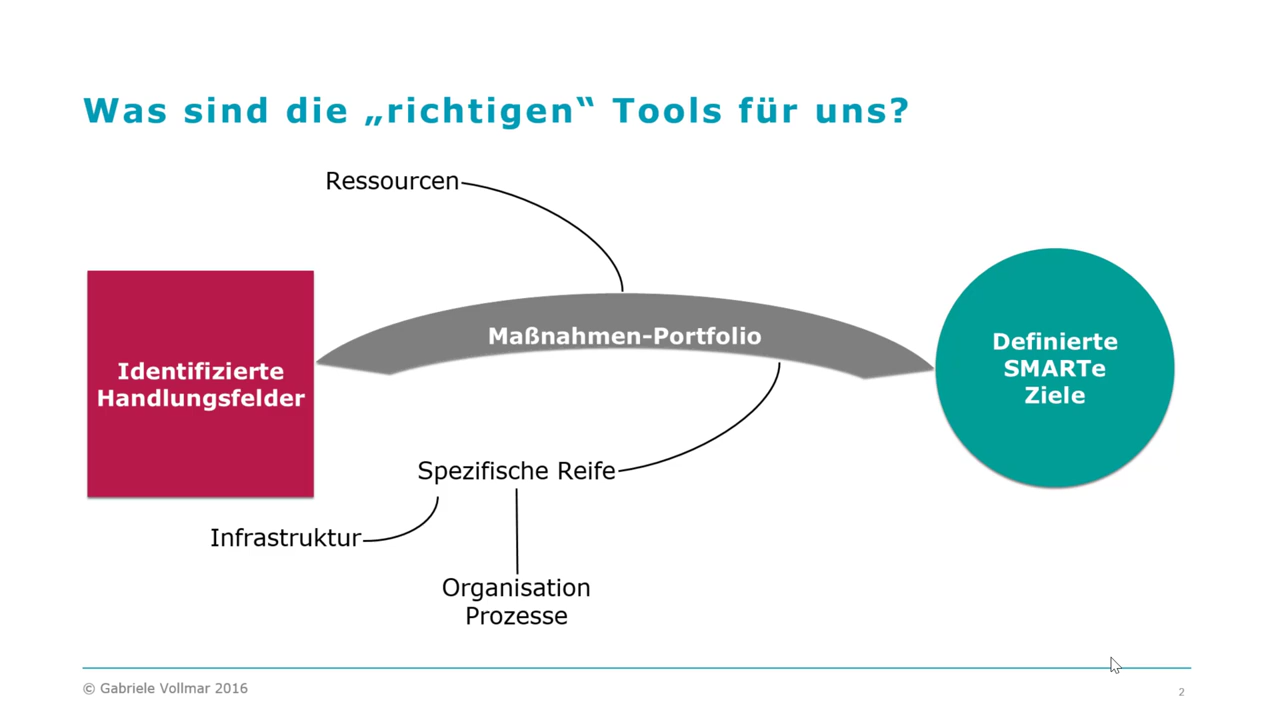 Was sind die „richtigen“ Tools für uns?
Ressourcen
Maßnahmen-Portfolio
Identifizierte
Handlungsfelder
Definierte
SMARTe
Ziele
Spezifische Reife
Infrastruktur
Organisation
Prozesse
© Gabriele Vollmar 2016
2